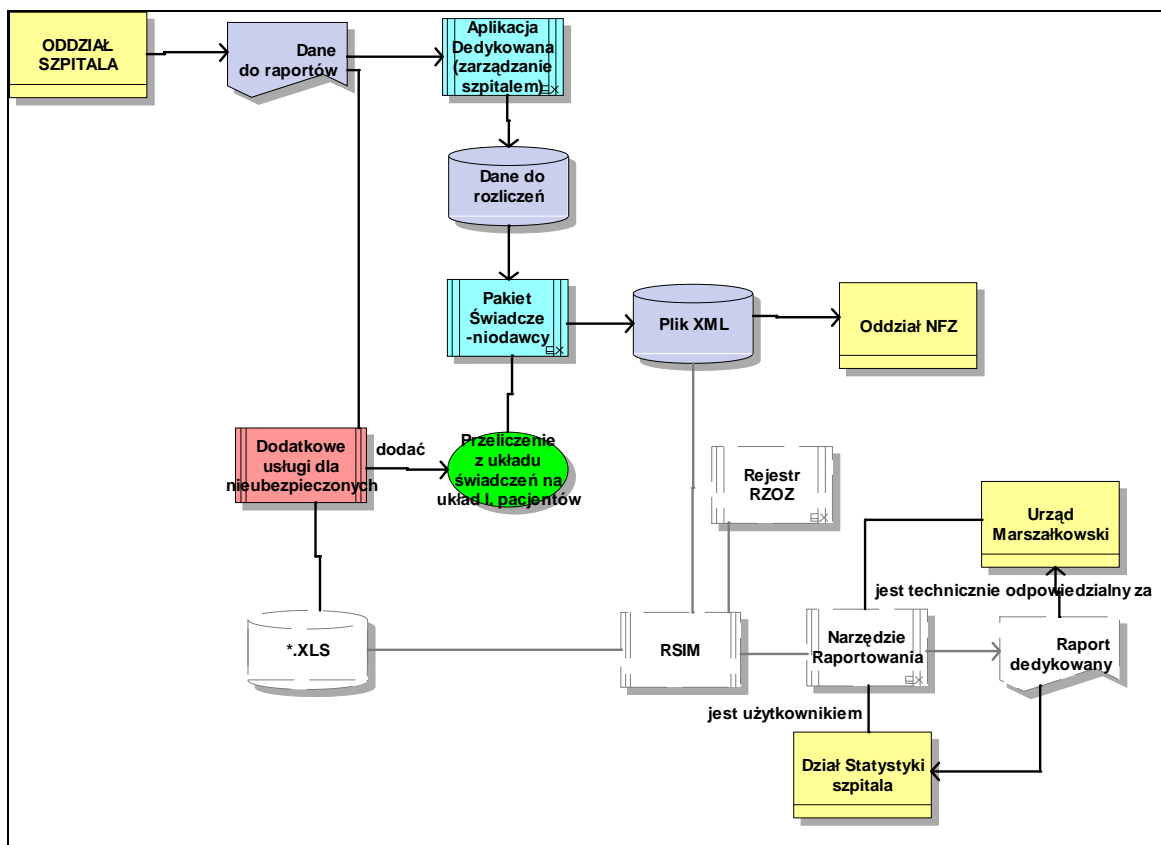 ODDZIAŁ
SZPITALA
Dane
do raportów
Aplikacja
Dedykowana
(zarządzanie
szpitalem)
Dane do
rozliczeń
Pakiet
Świadcze
-niodawcy
Plik XML
Oddział NFZ
Dodatkowe
usługi dla
nieubezpieczonych
dodać
Przeliczenie
z układu
świadczeń na
układ l. pacjentów
Rejestr
RZOZ
Urząd
Marszałkowski
jest technicznie odpowiedzialny za
*.XLS
RSIM
Narzędzie
Raportowania
Raport
dedykowany
jest użytkownikiem
Dział Statystyki
szpitala